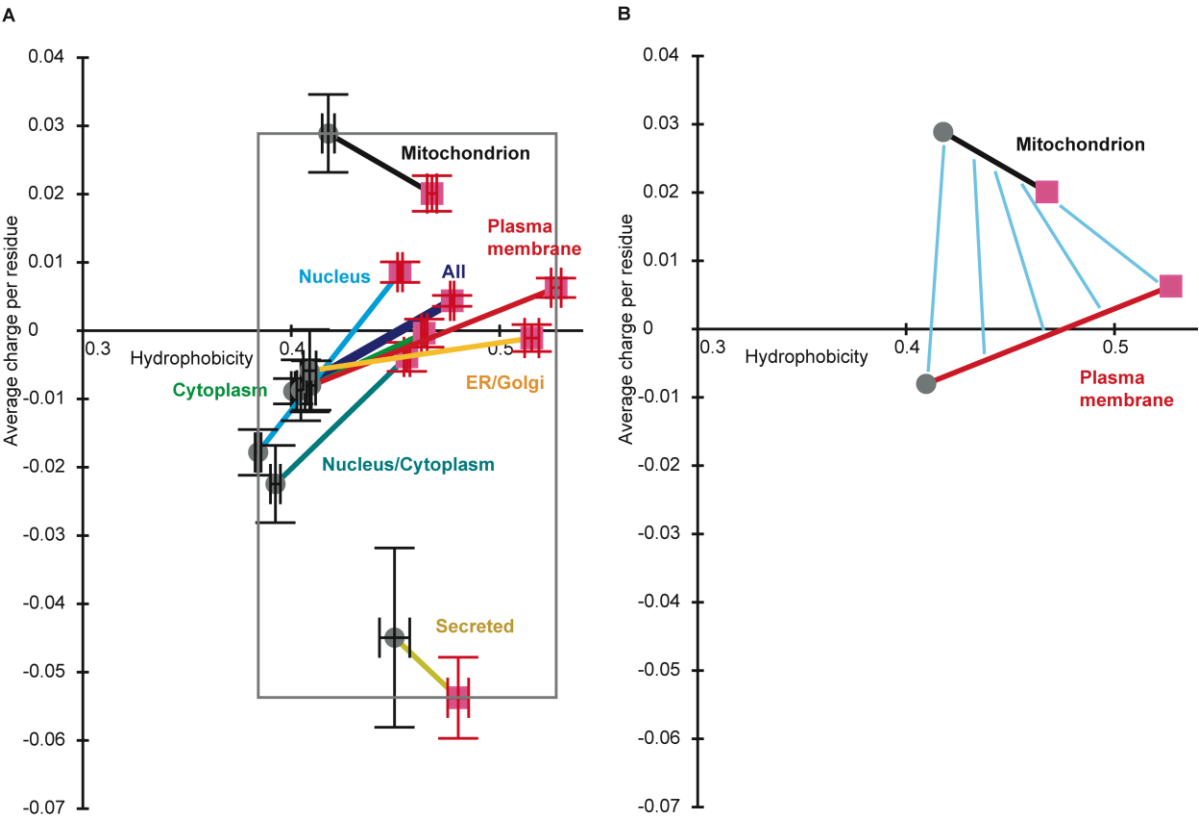 A
0.04
0.03
0.02
0.01
0
-0.01
-0.02
-0.03
-0.04
-0.05
-0.06
-0.07
Average charge per residue
0.3
0.4
0.5
Hydrophobicity
Mitochondrion
Plasma
membrane
Nucleus
All
Cytoplasm
ER/Golgi
Nucleus/Cytoplasm
Secreted
B
0.04
0.03
0.02
0.01
0
-0.01
-0.02
-0.03
-0.04
-0.05
-0.06
-0.07
Average charge per residue
0.3
0.4
0.5
Hydrophobicity
Mitochondrion
Plasma
membrane